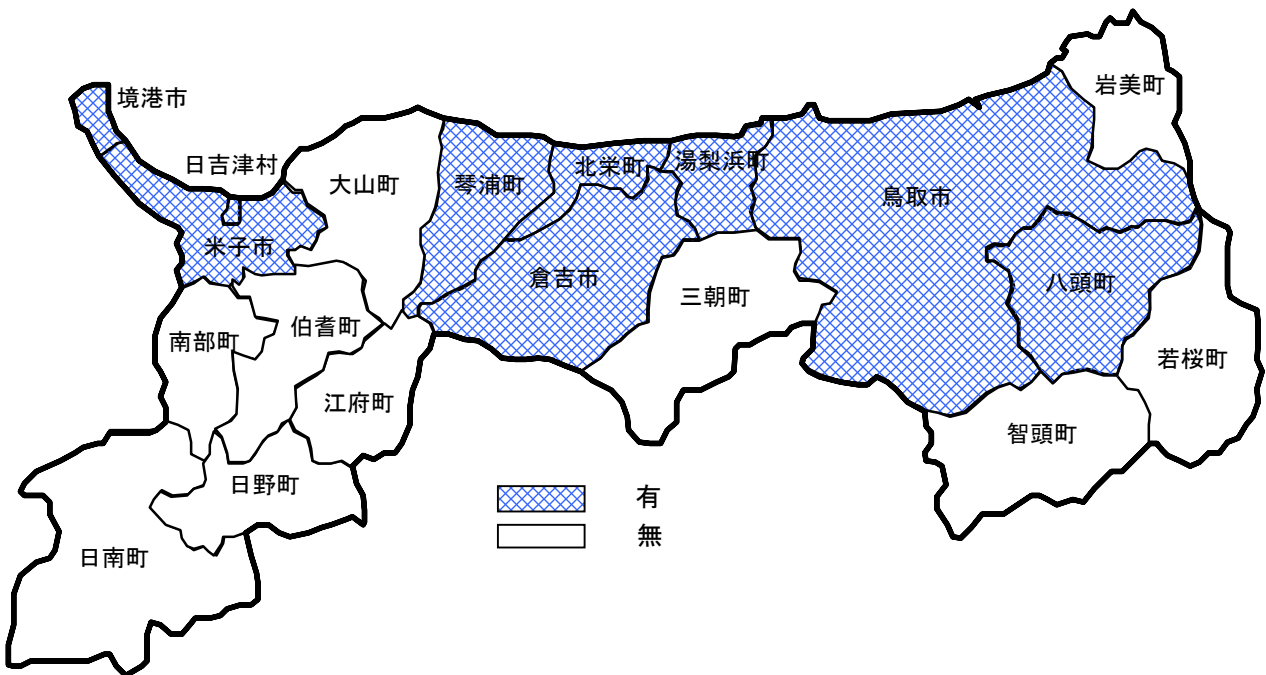 岩美町
境港市
日吉津村
大山町
琴浦町
北栄町
湯梨浜町
鳥取市
米子市
倉吉市
三朝町
八頭町
南部町
伯耆町
若桜町
江府町
智頭町
日野町
日南町
有
無